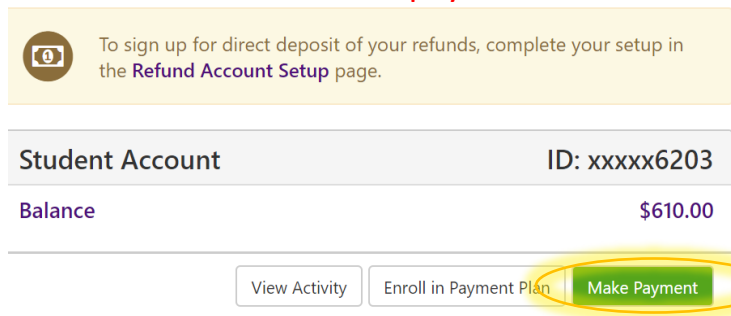 To sign up for direct deposit of your refunds, complete your setup in
the Refund Account Setup page.
Student Account ID: xxxxx6203
Balance $610.00
View Activity Enroll in Payment Plan Make Payment